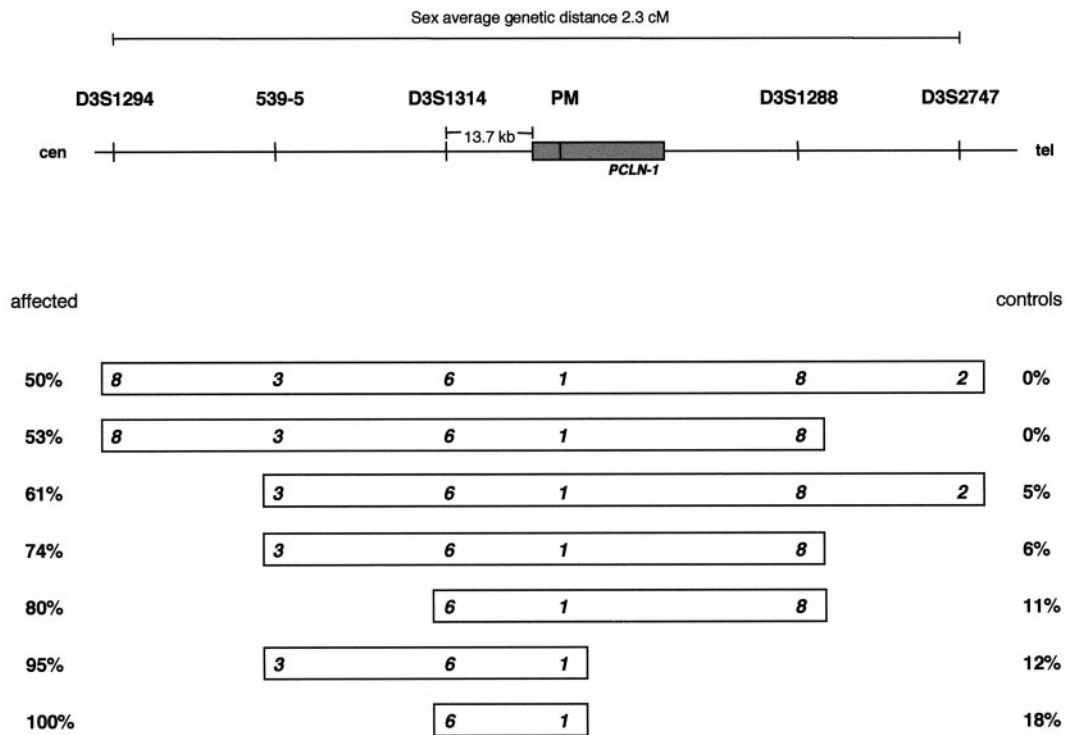 Sex average genetic distance 2.3 cM
D3S1294 539-5 D3S1314 PM D3S1288 D3S2747
13.7 kb
cen tel
PCLN-1
affected controls
50% 8 3 6 1 8 2 0%
53% 8 3 6 1 8 0%
61% 3 6 1 8 2 5%
74% 3 6 1 8 6%
80% 6 1 8 11%
95% 3 6 1 12%
100% 6 1 18%